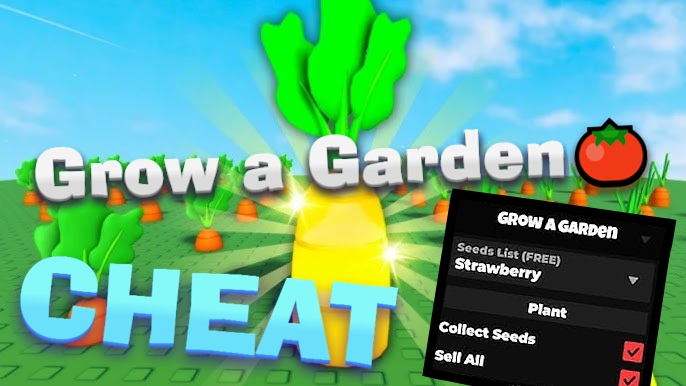 Grow a Garden
CHEAT
GROW A GARDEN
Seeds List (FREE)
Strawberry
Plant
Collect Seeds
Sell All